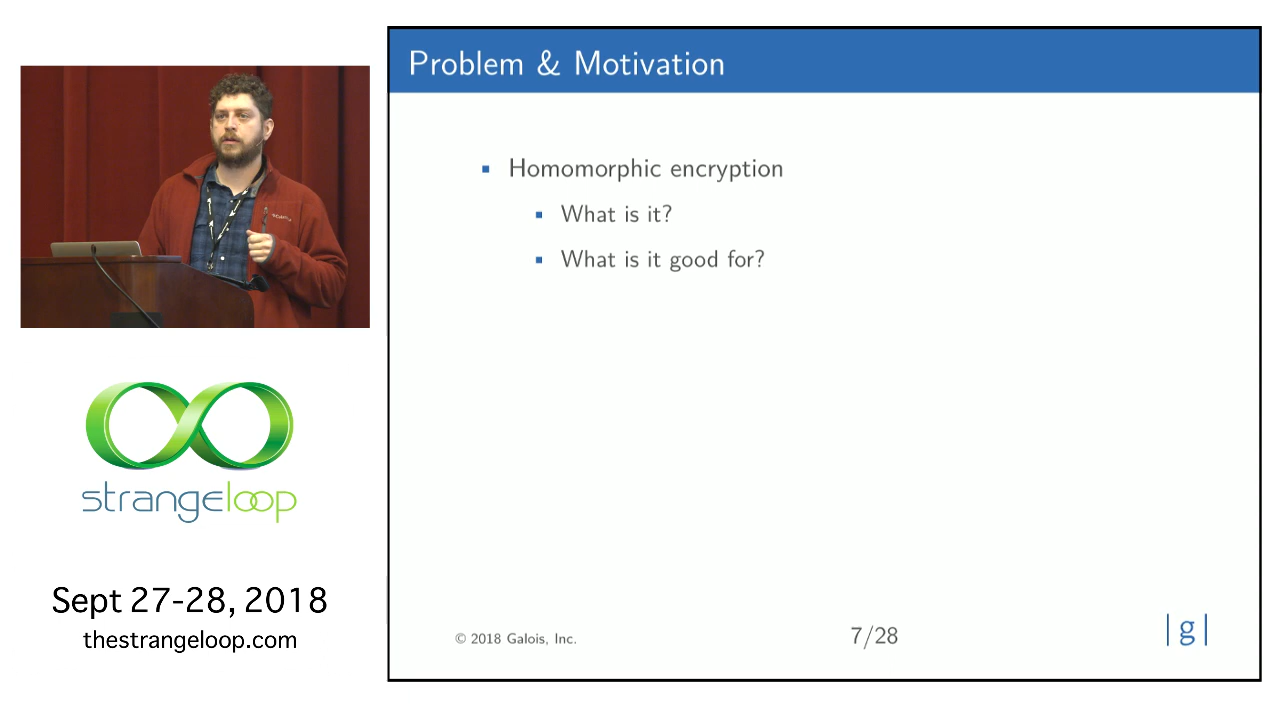 Problem & Motivation
Homomorphic encryption
What is it?
What is it good for?
strangeloop
Sept 27-28, 2018
thestrangeloop.com
© 2018 Galois, Inc.
7/28
|g|